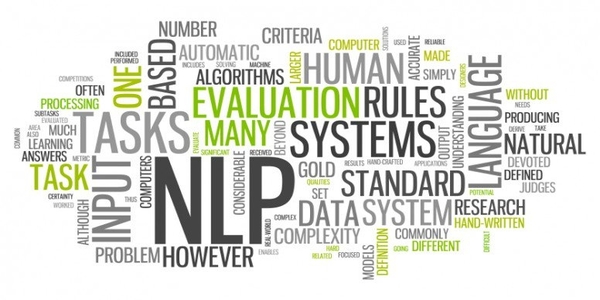 NUMBER
CRITERIA
SOLUTIONS
INCLUDED
PERFORMED
AUTOMATIC
COMPUTER
USED
RELIABLE
BASED
INCLUDES
SOLVING
MACHINE
LARGER
HUMAN
ACCURATE
MADE
SIMPLY
DESIGNERS
LANGUAGE
COMPETITIONS
OFTEN
ONE
ALGORITHMS
PROCESSING
EVALUATION
RULES
WITHOUT
NEEDS
SUBTASKS
EVALUATED
TASKS
MANY
BEYOND
SYSTEMS
OUTPUT
UNDERSTANDING
PRODUCING
DERIVE
TAKE
COMMON
AREA
ALSO
MUCH
LEARNING
EVALUATE
SIGNIFICANT
RECEIVED
NATURAL
ANSWERS
METRIC
INPUT
COMPUTERS
NLP
CONSIDERABLE
GOLD
RESULTS
HAND-CRAFTED
APPLICATIONS
DEVOTED
TASK
THUS
QUALITIES
STANDARD
DEFINED
CERTAINTY
WORKED
SET
POTENTIAL
JUDGES
ALTHOUGH
REAL-WORLD
COMPLEX
DATA
SYSTEM
RESEARCH
HAND-WRITTEN
COMPLEXITY
COMMONLY
PROBLEM
HOWEVER
ENABLES
HARD
RELATED
FOCUSED
MODELS
DEFINITION
GOING
DIFFERENT
DIFFICULT